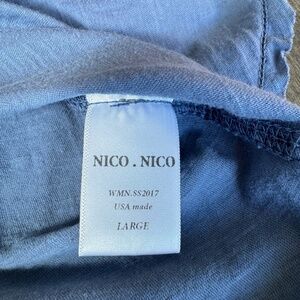 NICO . NICO
WMN.SS2017
USA made
LARGE